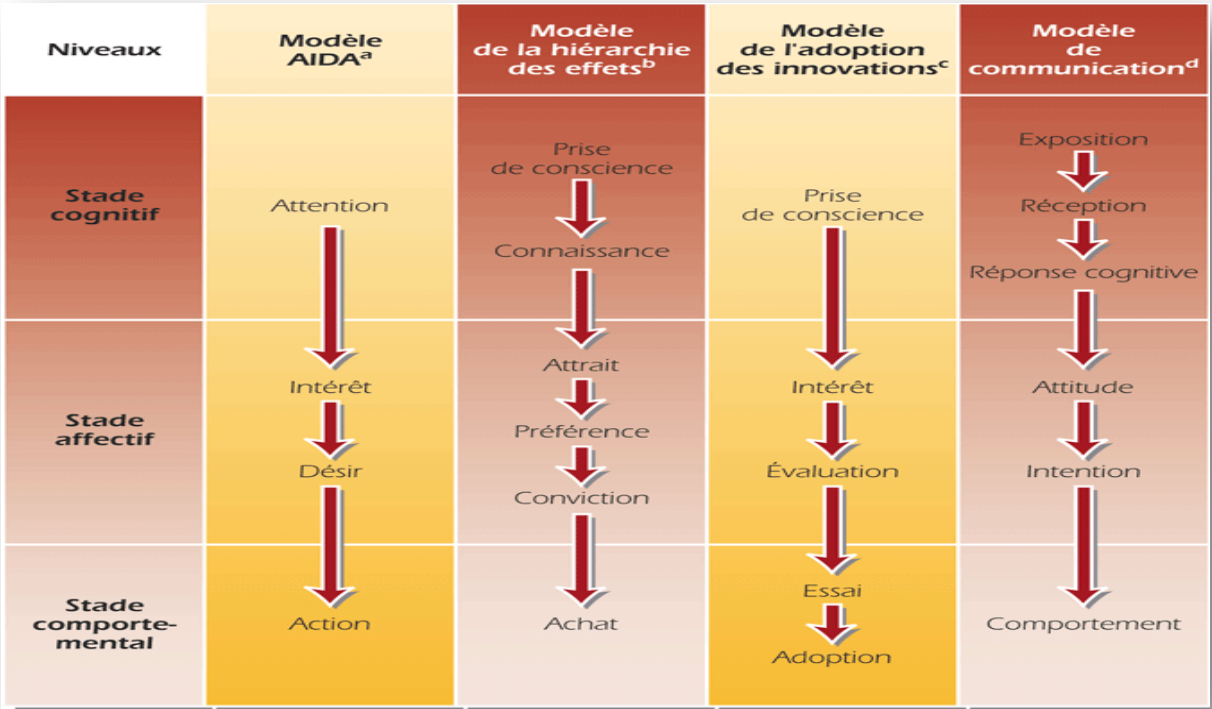 Niveaux
Modèle
AIDAᵃ
Modèle
de la hiérarchie
des effetsᵇ
Modèle
de l'adoption
des innovationsᶜ
Modèle
de
communicationᵈ
Stade
cognitif
Attention
Prise
de conscience
Connaissance
Prise
de conscience
Exposition
Réception
Réponse cognitive
Stade
affectif
Intérêt
Désir
Attrait
Préférence
Conviction
Intérêt
Évaluation
Attitude
Intention
Stade
comporte-
mental
Action
Achat
Essai
Adoption
Comportement